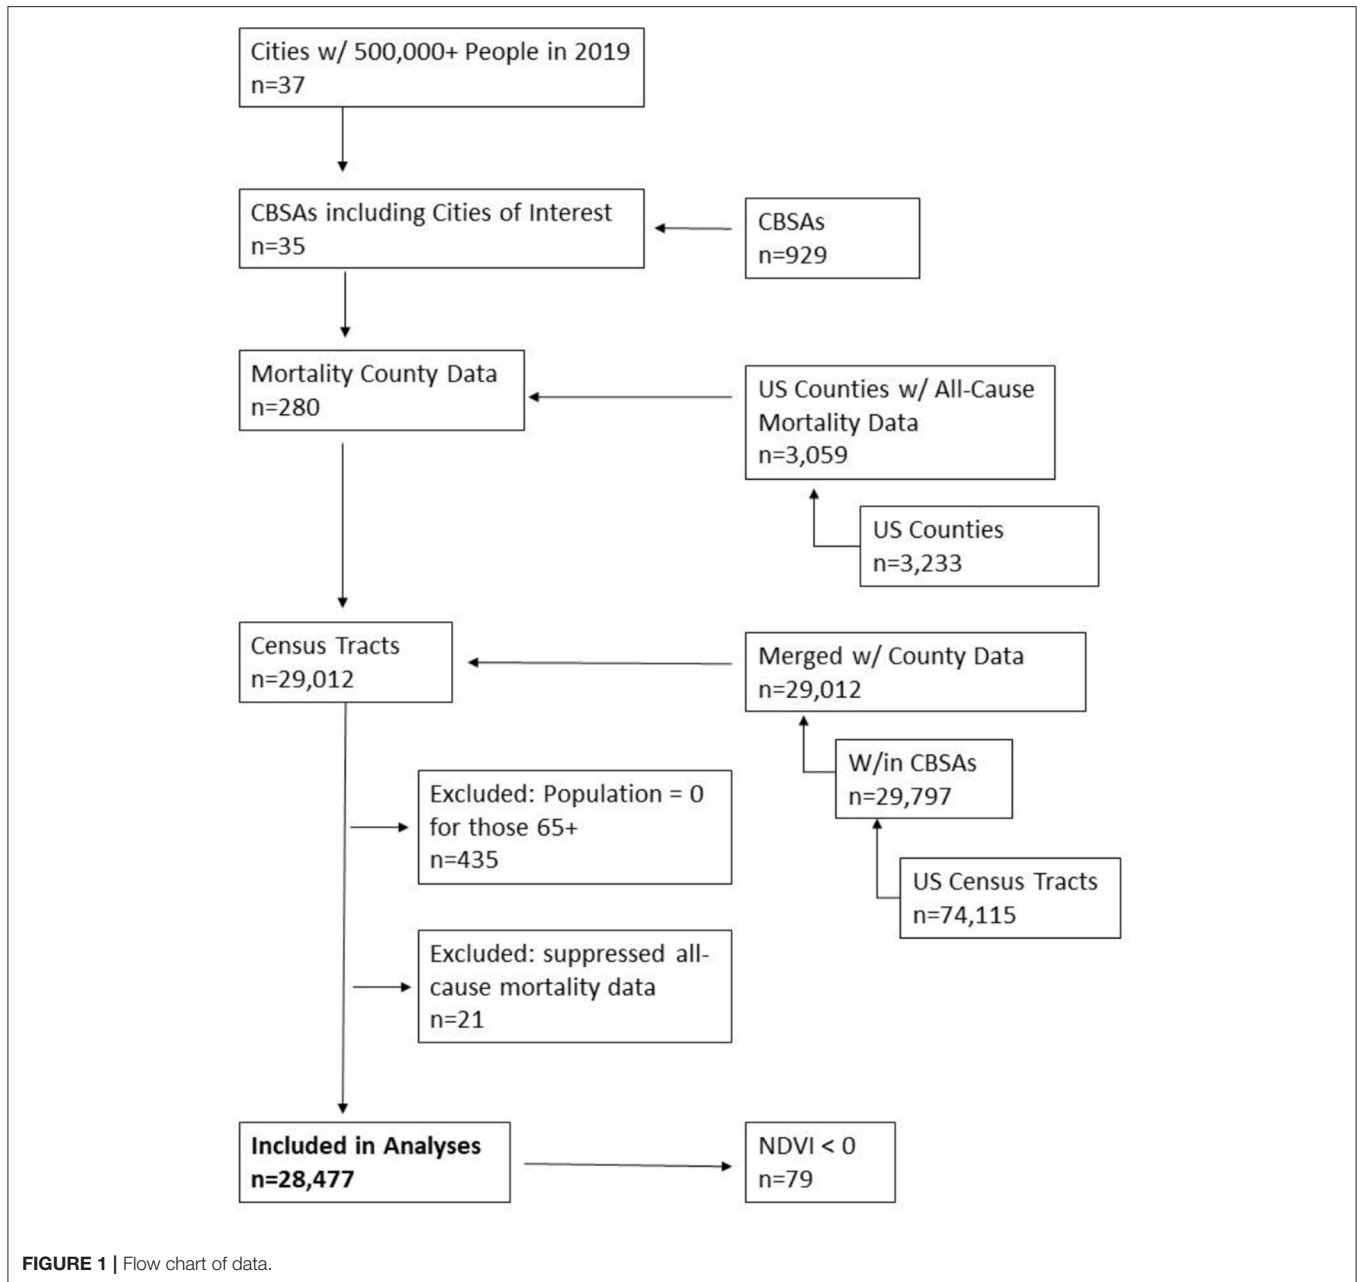 Cities w/ 500,000+ People in 2019
n=37
CBSAs including Cities of Interest
n=35
CBSAs
n=929
Mortality County Data
n=280
US Counties w/ All-Cause
Mortality Data
n=3,059
US Counties
n=3,233
Census Tracts
n=29,012
Merged w/ County Data
n=29,012
W/in CBSAs
n=29,797
Excluded: Population = 0
for those 65+
n=435
US Census Tracts
n=74,115
Excluded: suppressed all-
cause mortality data
n=21
Included in Analyses
n=28,477
NDVI < 0
n=79
FIGURE 1 | Flow chart of data.